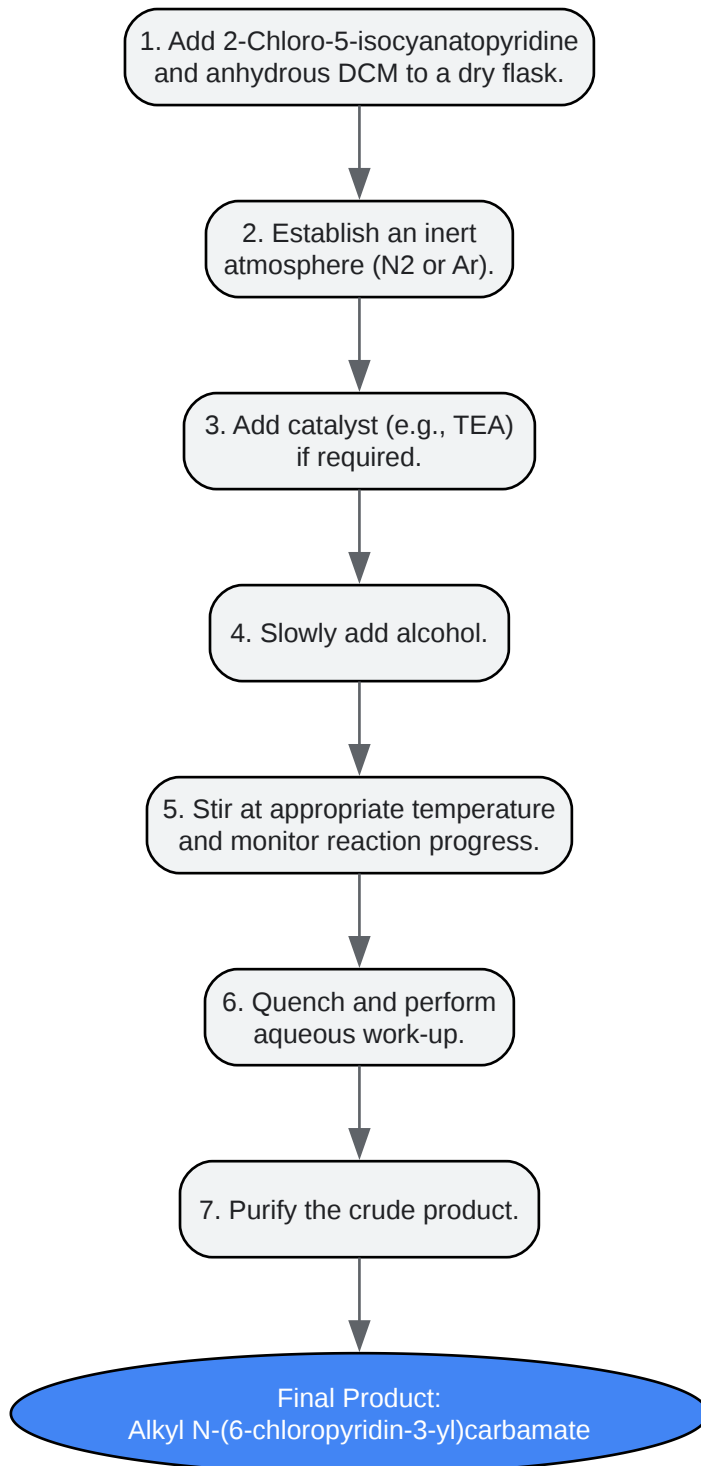 1. Add 2-Chloro-5-isocyanatopyridine
and anhydrous DCM to a dry flask.
2. Establish an inert
atmosphere (N2 or Ar).
3. Add catalyst (e.g., TEA)
if required.
4. Slowly add alcohol.
5. Stir at appropriate temperature
and monitor reaction progress.
6. Quench and perform
aqueous work-up.
7. Purify the crude product.
Final Product:
Alkyl N-(6-chloropyridin-3-yl)carbamate